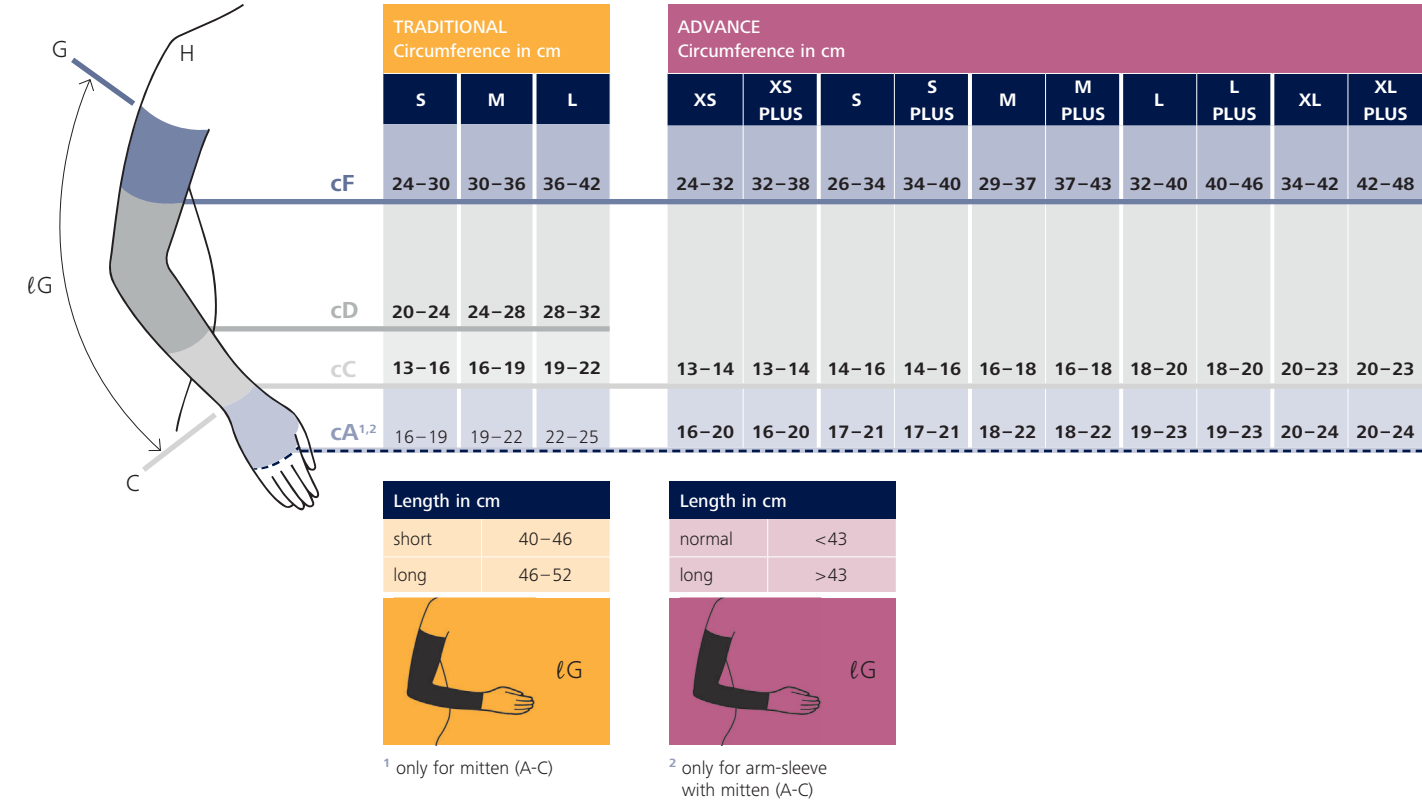 G
H
ℓG
C
TRADITIONAL
Circumference in cm
S M L
ADVANCE
Circumference in cm
XS XS PLUS S S PLUS M M PLUS L L PLUS XL XL PLUS
cF 24–30 30–36 36–42 24–32 32–38 26–34 34–40 29–37 37–43 32–40 40–46 34–42 42–48
cD 20–24 24–28 28–32
cC 13–16 16–19 19–22 13–14 13–14 14–16 14–16 16–18 16–18 18–20 18–20 20–23 20–23
cA1,2 16–19 19–22 22–25 16–20 16–20 17–21 17–21 18–22 18–22 19–23 19–23 20–24 20–24
Length in cm
short 40–46
long 46–52
ℓG
1 only for mitten (A-C)
Length in cm
normal <43
long >43
ℓG
2 only for arm-sleeve
with mitten (A-C)